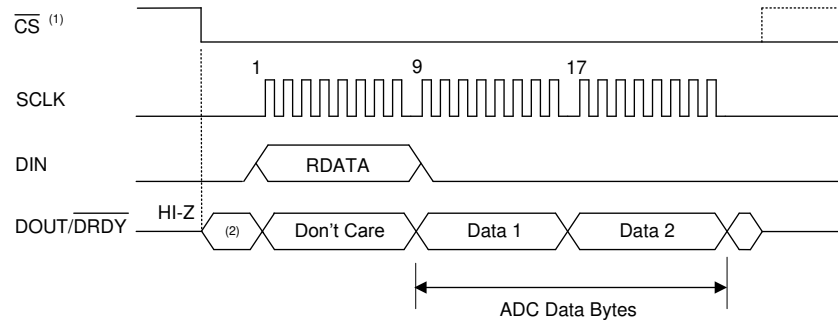 CS (1)
1 9 17
SCLK
DIN RDATA
DOUT/DRDY HI-Z (2) Don't Care Data 1 Data 2
ADC Data Bytes